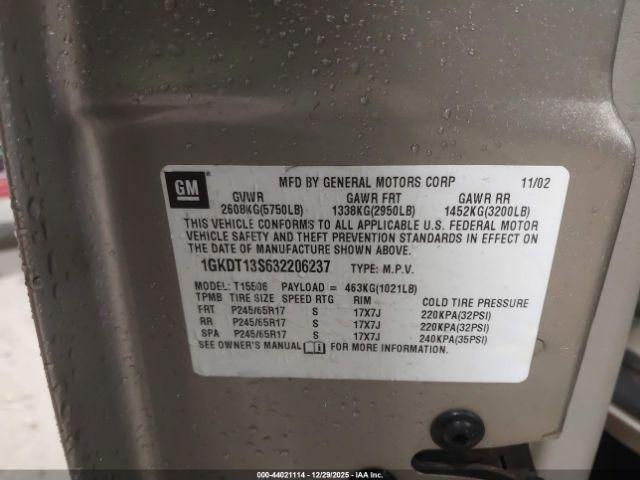 GM
MFD BY GENERAL MOTORS CORP 11/02
GVWR GAWR FRT GAWR RR
2608KG(5750LB) 1338KG(2950LB) 1452KG(3200LB)
THIS VEHICLE CONFORMS TO ALL APPLICABLE U.S. FEDERAL MOTOR
VEHICLE SAFETY AND THEFT PREVENTION STANDARDS IN EFFECT ON
THE DATE OF MANUFACTURE SHOWN ABOVE.
1GKDT13S632206237 TYPE: M.P.V.
MODEL: T15506 PAYLOAD = 463KG(1021LB)
TPMB TIRE SIZE SPEED RTG RIM COLD TIRE PRESSURE
FRT P245/65R17 S 17X7J 220KPA(32PSI)
RR P245/65R17 S 17X7J 220KPA(32PSI)
SPA P245/65R17 S 17X7J 240KPA(35PSI)
SEE OWNER'S MANUAL i FOR MORE INFORMATION.
000-44021114 • 12/29/2025 • IAAI.COM